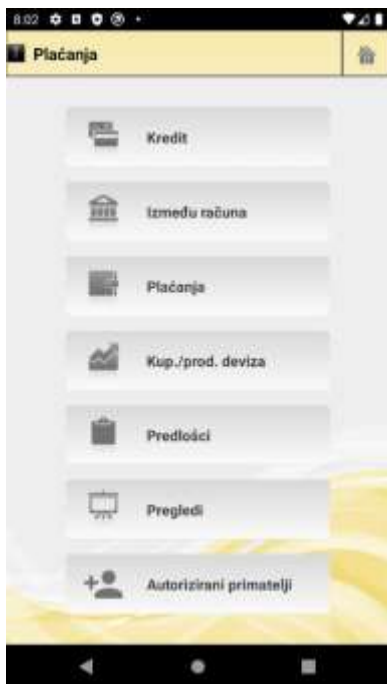 8:02
Plaćanja
Kredit
Između računa
Plaćanja
Kup./prod. deviza
Predlošci
Pregledi
Autorizirani primatelji